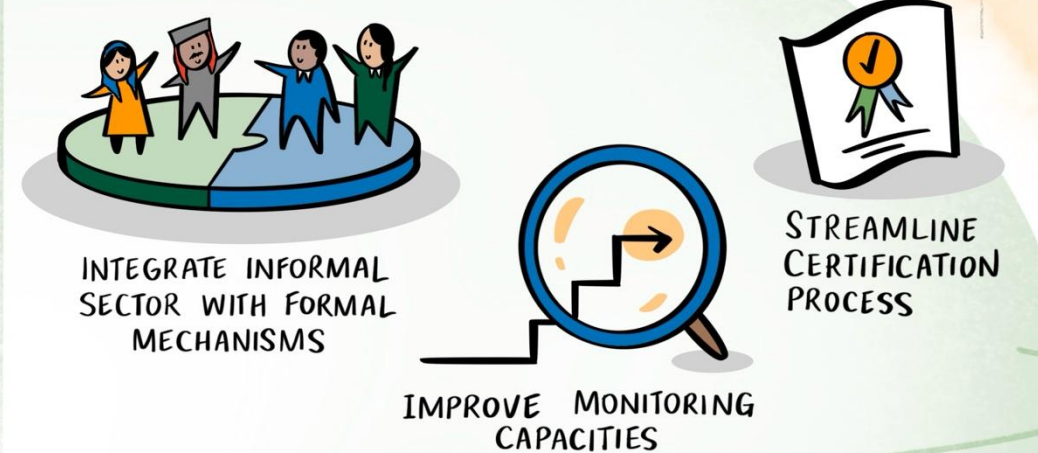 INTEGRATE INFORMAL
SECTOR WITH FORMAL
MECHANISMS
IMPROVE MONITORING
CAPACITIES
STREAMLINE
CERTIFICATION
PROCESS